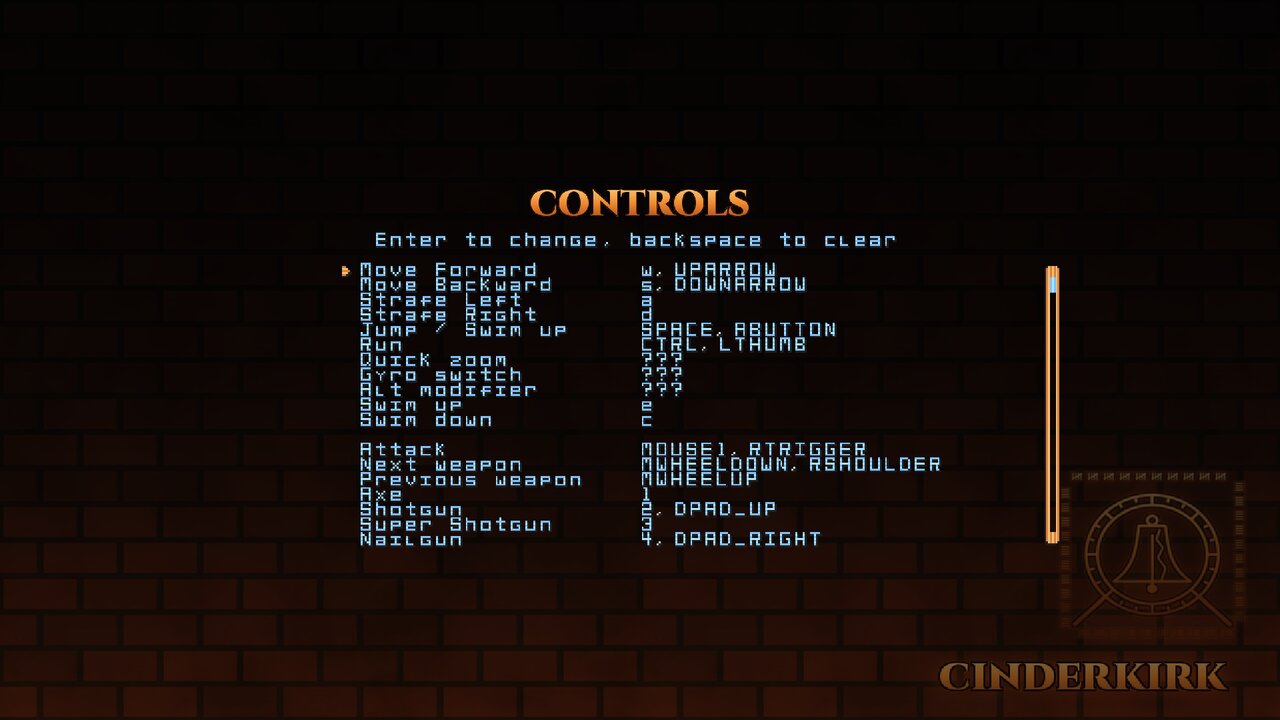 CONTROLS
Enter to change, backspace to clear
Move Forward w, UPARROW
Move Backward s, DOWNARROW
Strafe Left a
Strafe Right d
Jump / Swim up SPACE, ABUTTON
Run CTRL, LTHUMB
Quick zoom ???
Gyro switch ???
Alt modifier ???
Swim up e
Swim down c
Attack MOUSE1, RTRIGGER
Next weapon MWHEELDOWN, RSHOULDER
Previous weapon MWHEELUP
Axe 1
Shotgun 2, DPAD_UP
Super Shotgun 3
Nailgun 4, DPAD_RIGHT
CINDERKIRK